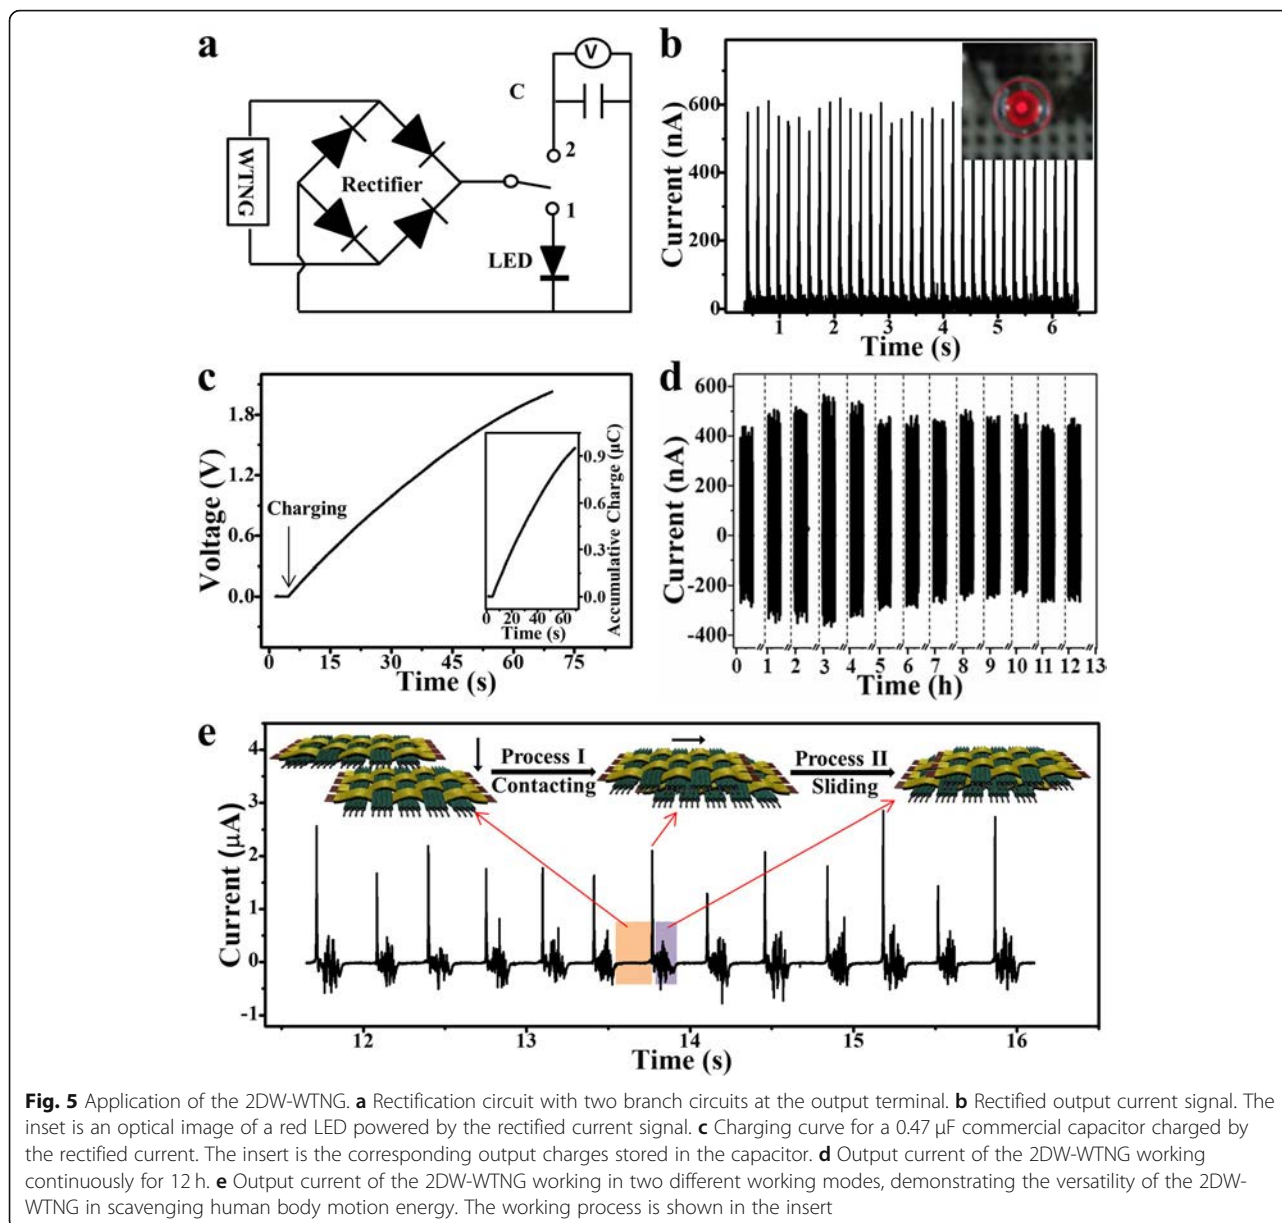 a
V
C
2
WTNG
Rectifier
1
LED
b
Current (nA)
600
400
200
0
1 2 3 4 5 6
Time (s)
c
Voltage (V)
1.8
1.2
0.6
0.0
Charging
0 15 30 45 60 75
Time (s)
Accumulative Charge (μC)
0.9
0.6
0.3
0.0
0 20 40 60
Time (s)
d
Current (nA)
600
400
200
0
-200
-400
0 1 2 3 4 5 6 7 8 9 10 11 12 13
Time (h)
e
Current (μA)
4
3
2
1
0
-1
Process I
Contacting
Process II
Sliding
12 13 14 15 16
Time (s)
Fig. 5 Application of the 2DW-WTNG. a Rectification circuit with two branch circuits at the output terminal. b Rectified output current signal. The
inset is an optical image of a red LED powered by the rectified current signal. c Charging curve for a 0.47 μF commercial capacitor charged by
the rectified current. The insert is the corresponding output charges stored in the capacitor. d Output current of the 2DW-WTNG working
continuously for 12 h. e Output current of the 2DW-WTNG working in two different working modes, demonstrating the versatility of the 2DW-
WTNG in scavenging human body motion energy. The working process is shown in the insert